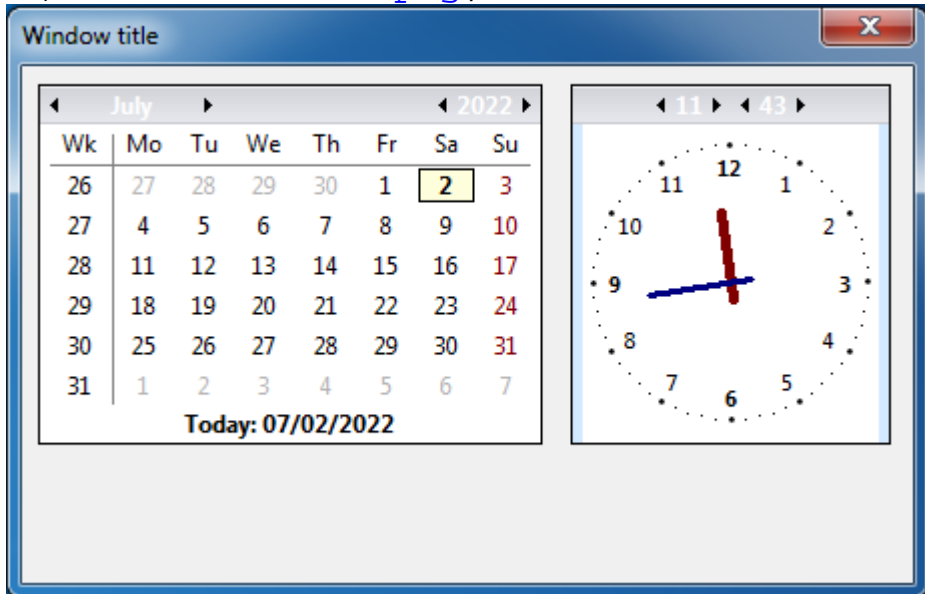 Window title
July 2022
Wk Mo Tu We Th Fr Sa Su
26 27 28 29 30 1 2 3
27 4 5 6 7 8 9 10
28 11 12 13 14 15 16 17
29 18 19 20 21 22 23 24
30 25 26 27 28 29 30 31
31 1 2 3 4 5 6 7
Today: 07/02/2022
11 43
12
11 1
10 2
9 3
8 4
7 5
6